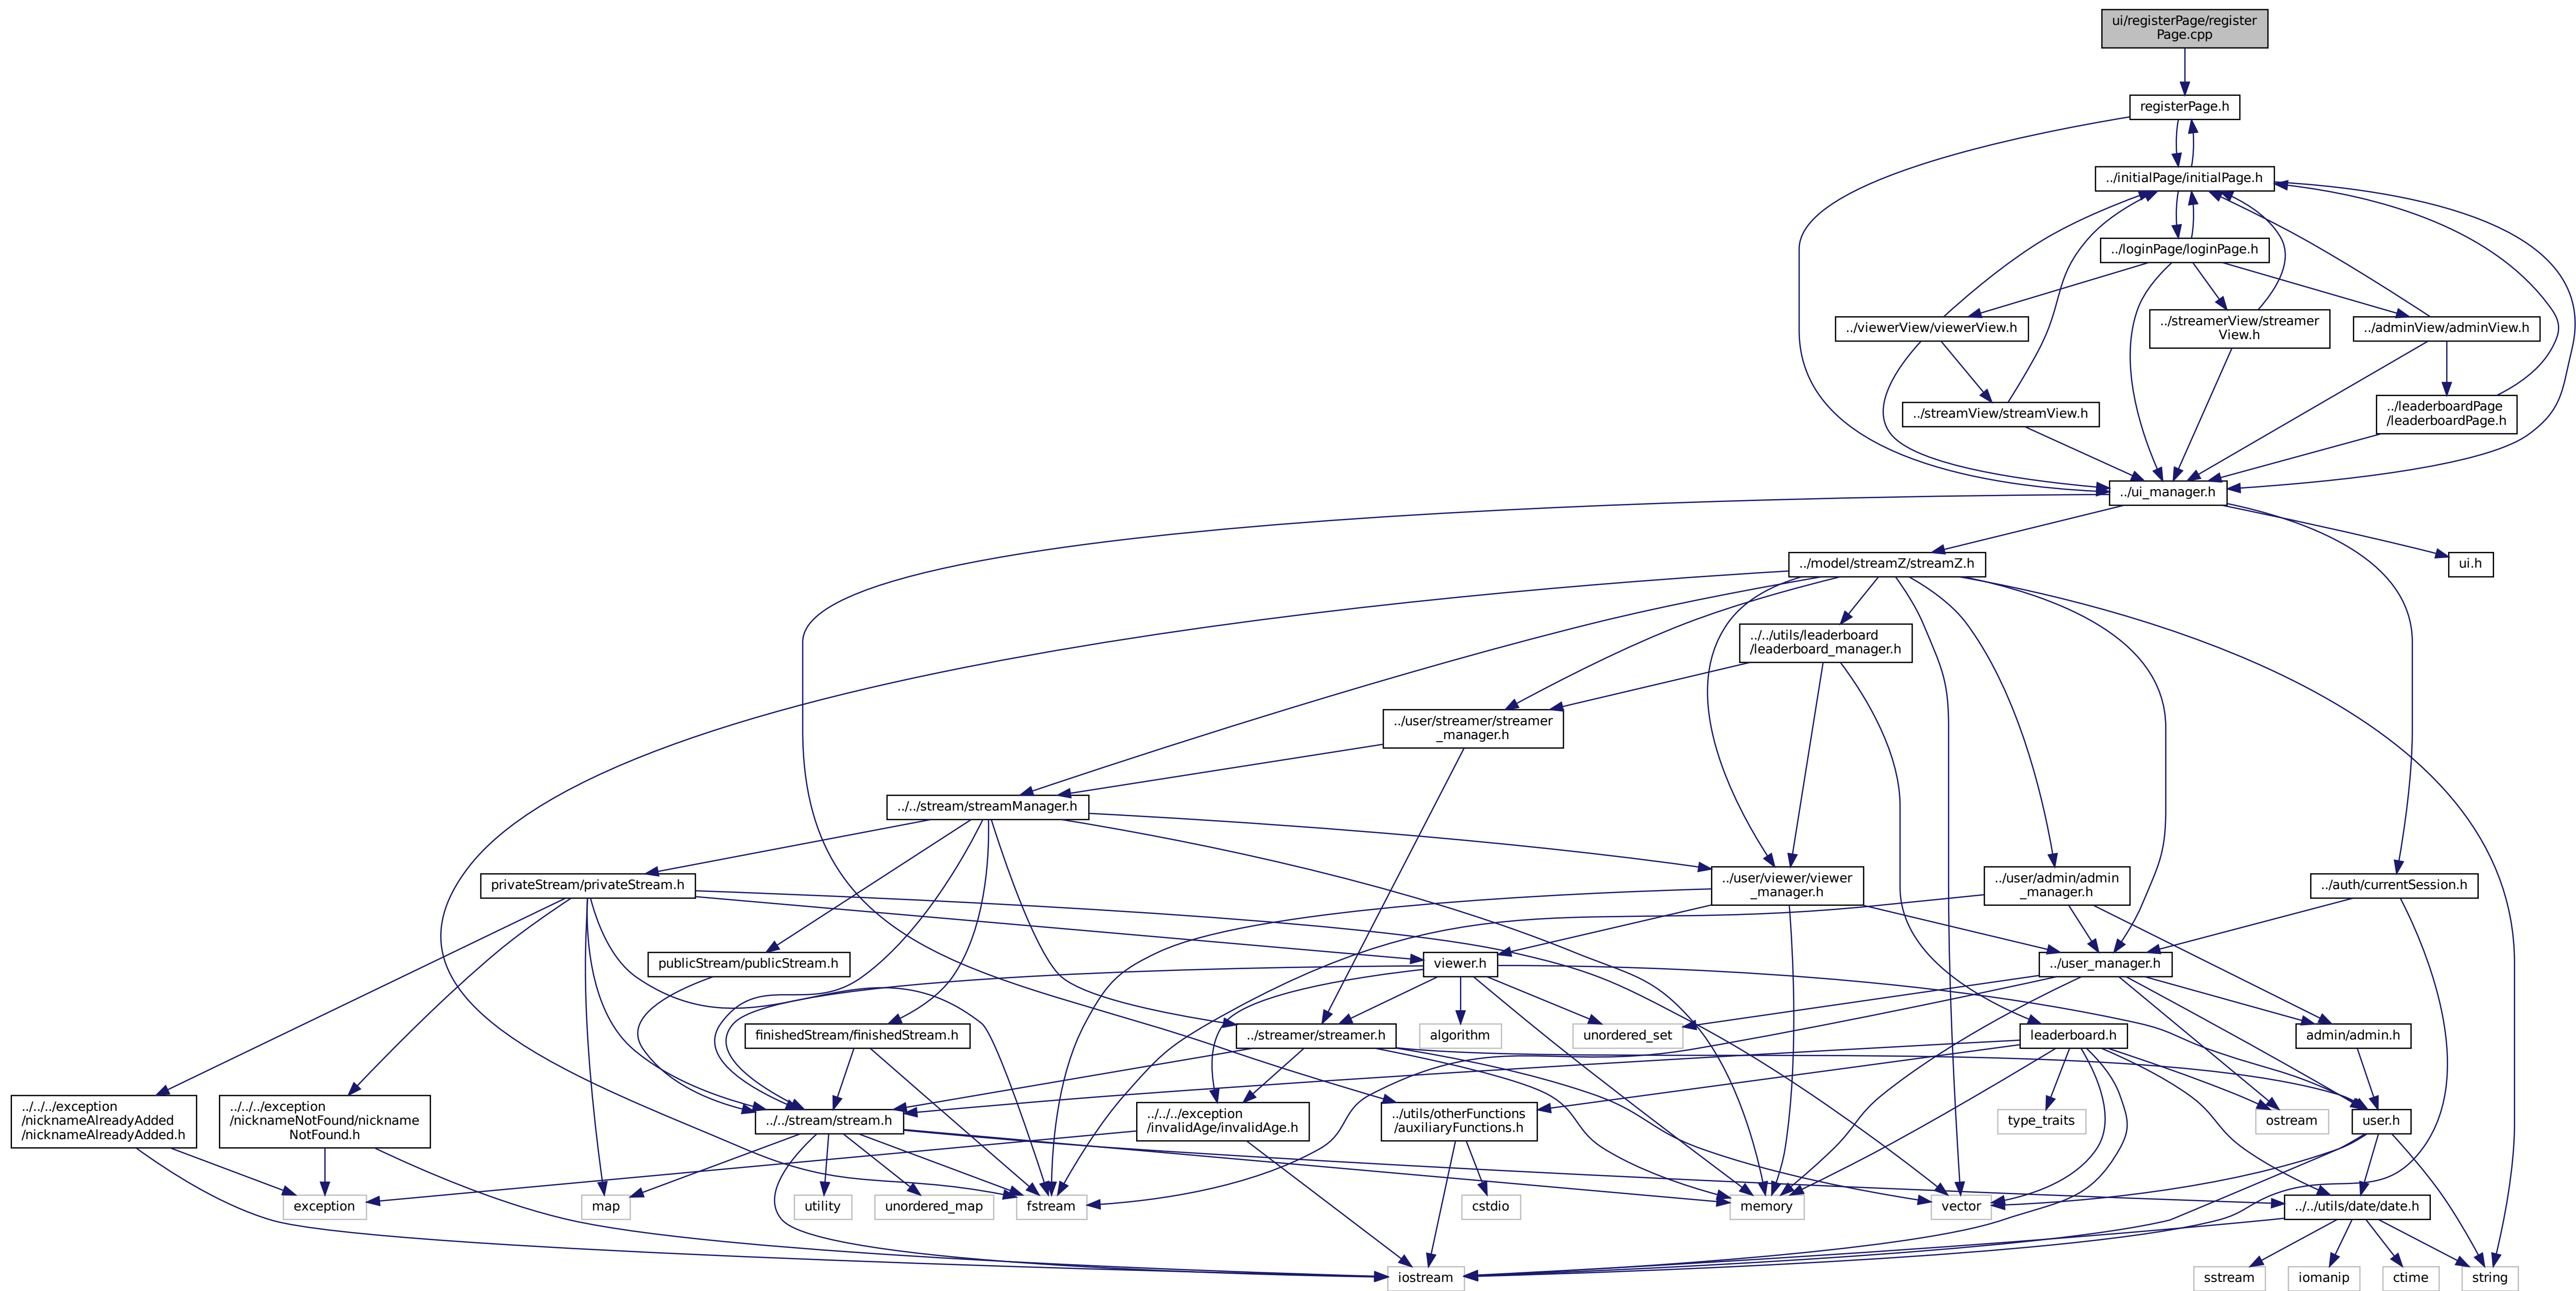 ui/registerPage/register
Page.cpp
registerPage.h
../initialPage/initialPage.h
../loginPage/loginPage.h
../viewerView/viewerView.h
../streamerView/streamer
View.h
../adminView/adminView.h
../streamView/streamView.h
../leaderboardPage
/leaderboardPage.h
../ui_manager.h
../model/streamZ/streamZ.h
ui.h
../../utils/leaderboard
/leaderboard_manager.h
../user/streamer/streamer
_manager.h
../../stream/streamManager.h
privateStream/privateStream.h
../user/viewer/viewer
_manager.h
../user/admin/admin
_manager.h
../auth/currentSession.h
publicStream/publicStream.h
viewer.h
../user_manager.h
finishedStream/finishedStream.h
../streamer/streamer.h
algorithm
unordered_set
leaderboard.h
admin/admin.h
../../../exception
/nicknameAlreadyAdded
/nicknameAlreadyAdded.h
../../../exception
/nicknameNotFound/nickname
NotFound.h
../../stream/stream.h
../../../exception
/invalidAge/invalidAge.h
../utils/otherFunctions
/auxiliaryFunctions.h
type_traits
ostream
user.h
exception
map
utility
unordered_map
fstream
cstdio
memory
vector
../../utils/date/date.h
iostream
sstream
iomanip
ctime
string